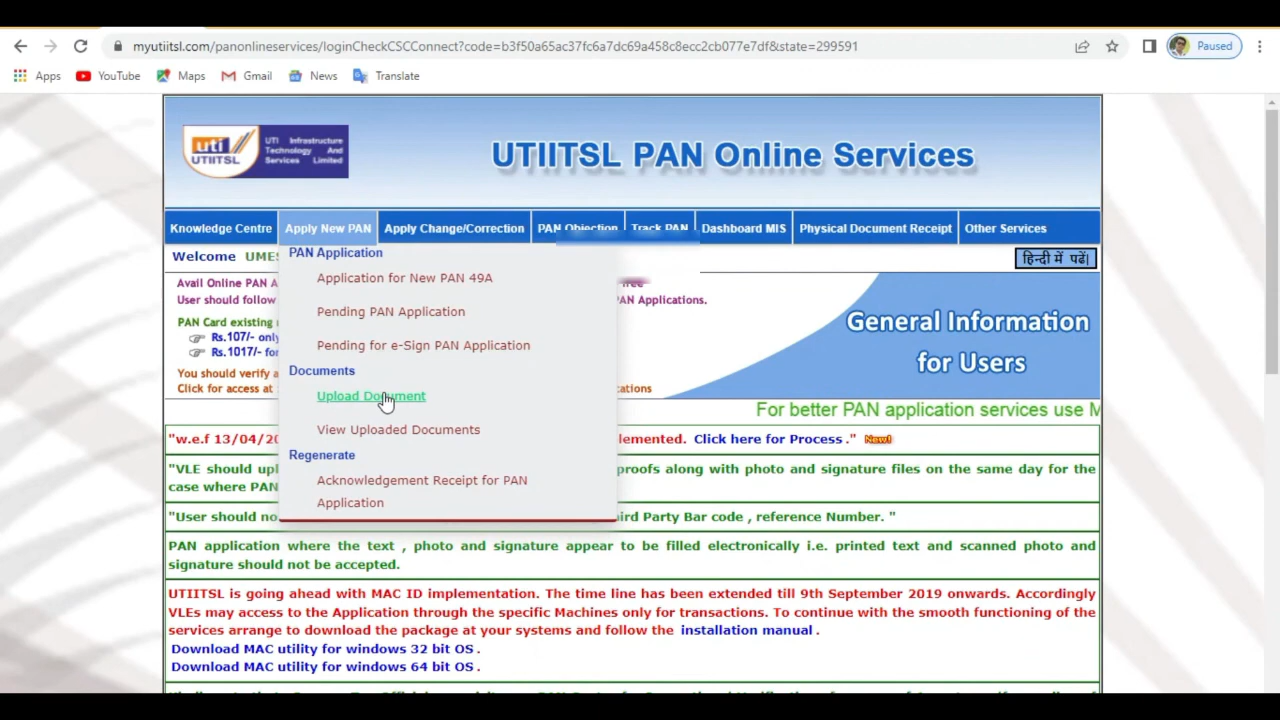 myutiitsl.com/panonlineservices/loginCheckCSCConnect?code=b3f50a65ac37fc6a7dc69a458c8ecc2cb077e7df&state=299591
Paused
Apps YouTube Maps Gmail News Translate
uti
UTIITSL
UTI Infrastructure
Technology And
Services Limited
UTIITSL PAN Online Services
Knowledge Centre Apply New PAN Apply Change/Correction PAN Objection Track PAN Dashboard MIS Physical Document Receipt Other Services
Welcome UMES
हिन्दी में पढें|
PAN Application
Application for New PAN 49A
Pending PAN Application
Pending for e-Sign PAN Application
Documents
Upload Document
View Uploaded Documents
Regenerate
Acknowledgement Receipt for PAN
Application
Avail Online PAN A free
User should follow PAN Applications.
PAN Card existing
Rs.107/- only
Rs.1017/- for
You should verify a
Click for access at
General Information
for Users
For better PAN application services use M
"w.e.f 13/04/20 lemented. Click here for Process ." New!
"VLE should upl proofs along with photo and signature files on the same day for the
case where PAN
"User should no ird Party Bar code , reference Number. "
PAN application where the text , photo and signature appear to be filled electronically i.e. printed text and scanned photo and
signature should not be accepted.
UTIITSL is going ahead with MAC ID implementation. The time line has been extended till 9th September 2019 onwards. Accordingly
VLEs may access to the Application through the specific Machines only for transactions. To continue with the smooth functioning of the
services arrange to download the package at your systems and follow the installation manual .
Download MAC utility for windows 32 bit OS .
Download MAC utility for windows 64 bit OS .